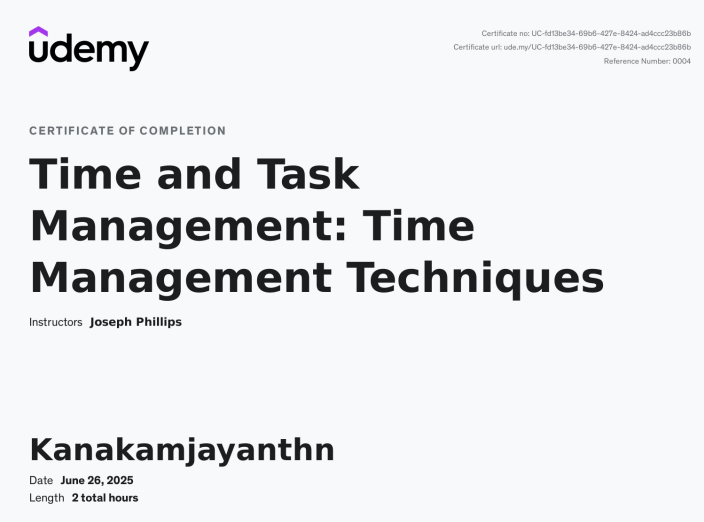 udemy
Certificate no: UC-fd13be34-69b6-427e-8424-ad4ccc23b86b
Certificate url: ude.my/UC-fd13be34-69b6-427e-8424-ad4ccc23b86b
Reference Number: 0004
CERTIFICATE OF COMPLETION
Time and Task
Management: Time
Management Techniques
Instructors Joseph Phillips
Kanakamjayanthn
Date June 26, 2025
Length 2 total hours